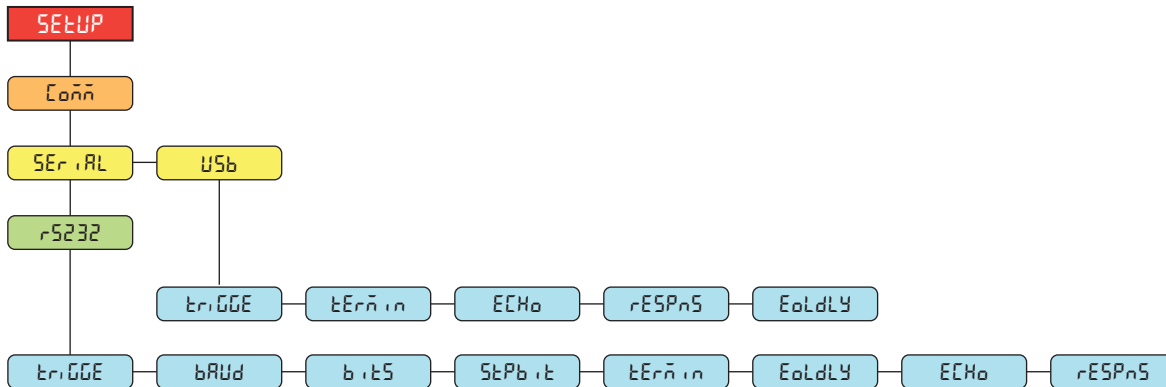 SEtUP
Comm
SEriAL USb
rS232
triGGE tErmin ECHo rESPnS EoLdLY
triGGE bAUd bitS StPbit tErmin EoLdLY ECHo rESPnS